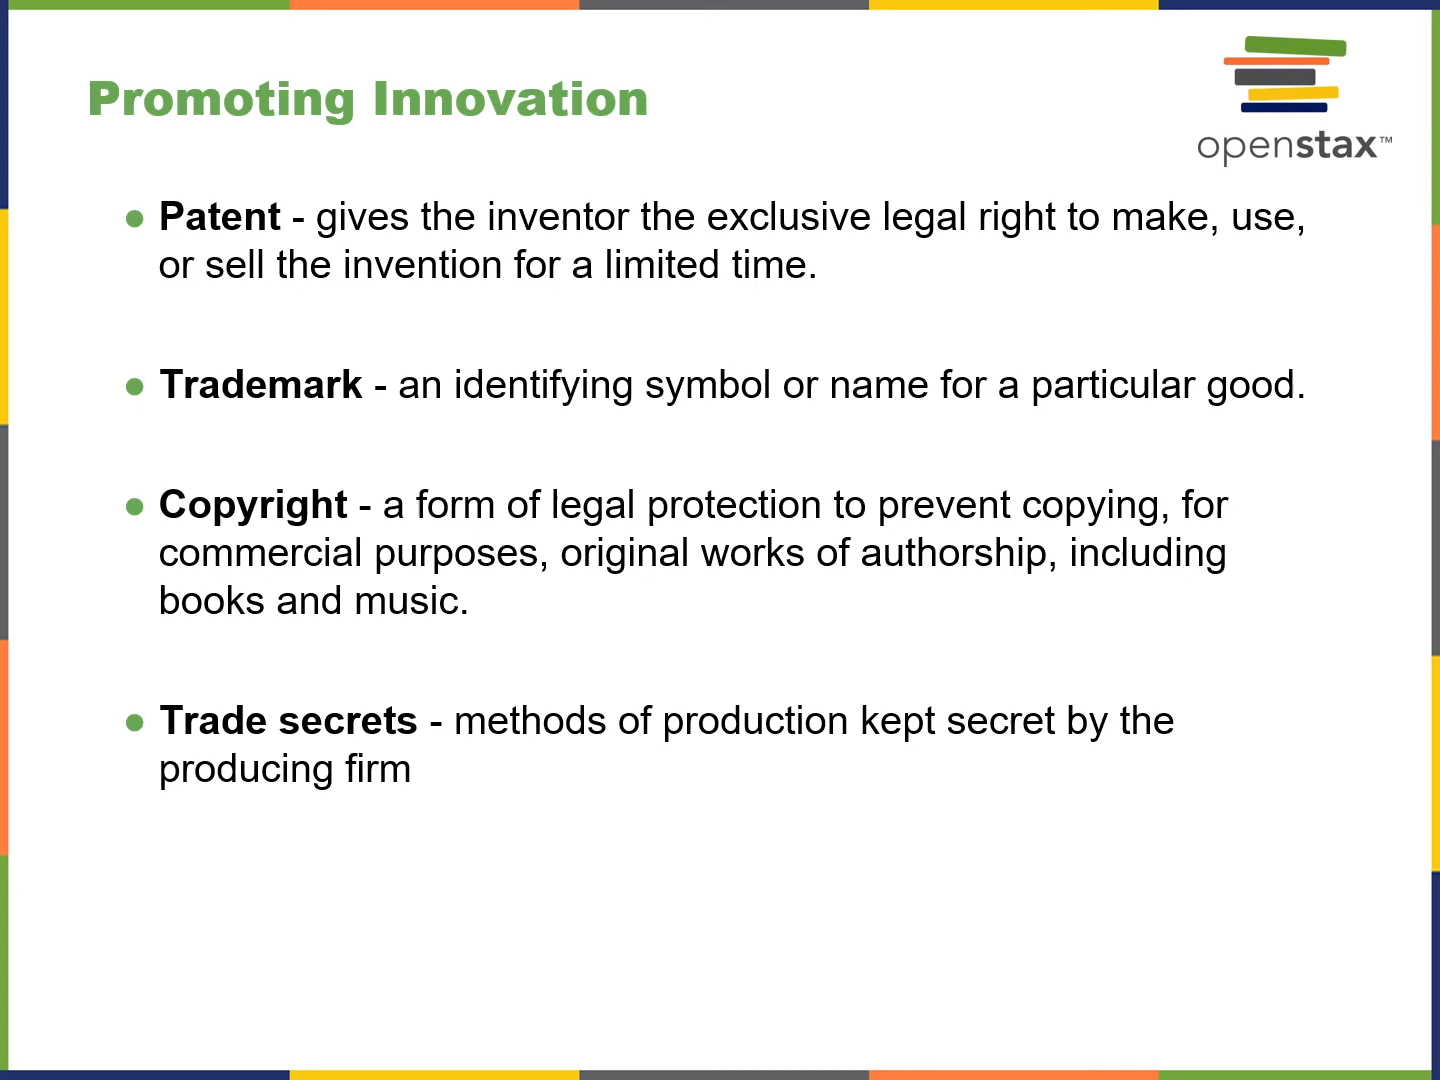 Promoting Innovation
openstax™
● Patent - gives the inventor the exclusive legal right to make, use,
or sell the invention for a limited time.
● Trademark - an identifying symbol or name for a particular good.
● Copyright - a form of legal protection to prevent copying, for
commercial purposes, original works of authorship, including
books and music.
● Trade secrets - methods of production kept secret by the
producing firm